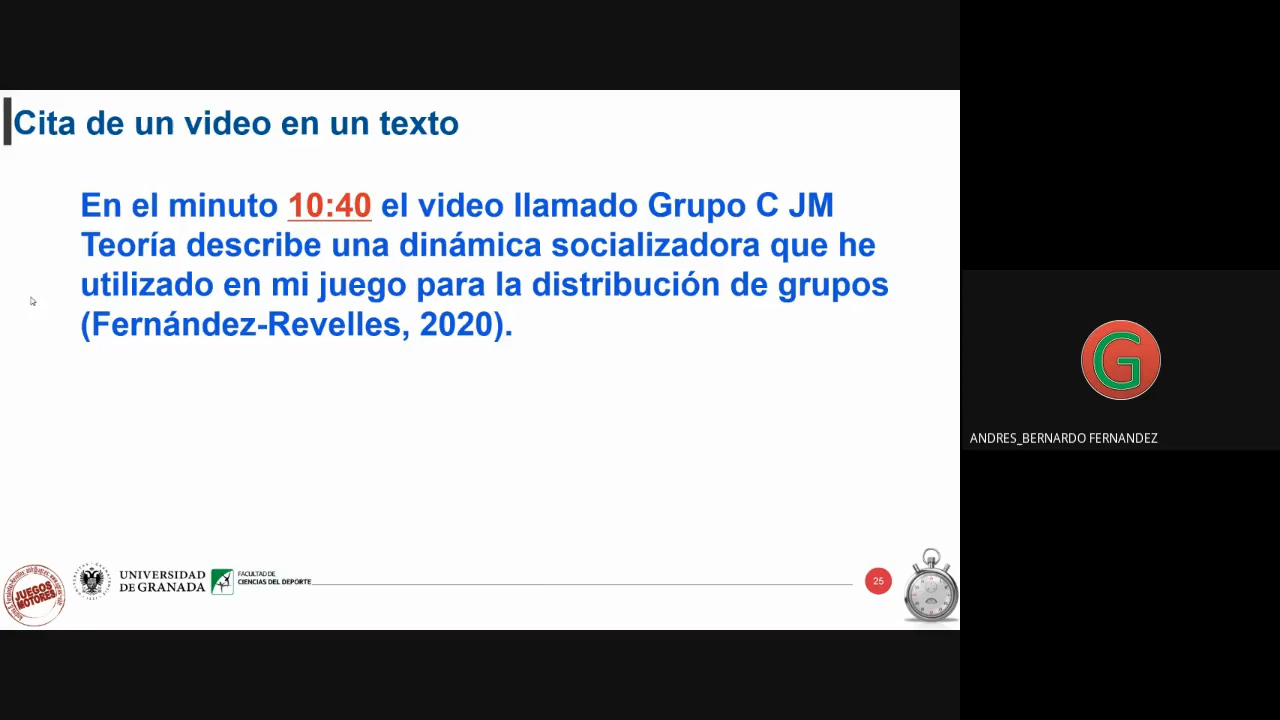 Cita de un video en un texto
En el minuto 10:40 el video llamado Grupo C JM
Teoría describe una dinámica socializadora que he
utilizado en mi juego para la distribución de grupos
(Fernández-Revelles, 2020).
G
ANDRES_BERNARDO FERNANDEZ
JUEGOS
MOTORES
UNIVERSIDAD
DE GRANADA
FACULTAD DE
CIENCIAS DEL DEPORTE
25